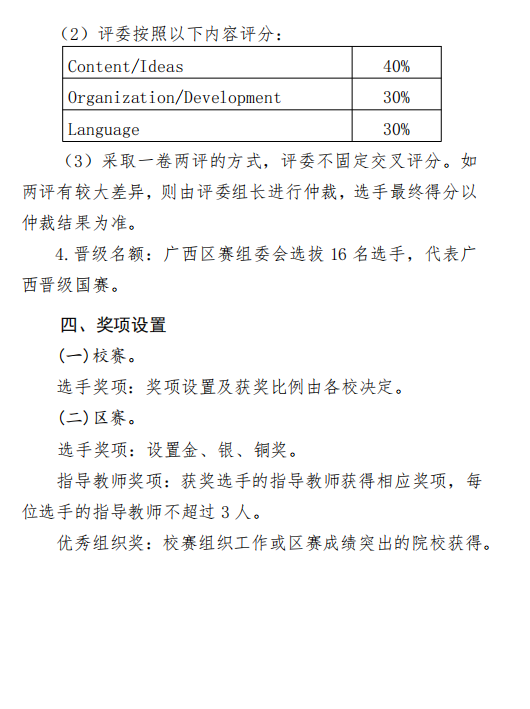 （2）评委按照以下内容评分：
Content/Ideas 40%
Organization/Development 30%
Language 30%
（3）采取一卷两评的方式，评委不固定交叉评分。如
两评有较大差异，则由评委组长进行仲裁，选手最终得分以
仲裁结果为准。
4.晋级名额：广西区赛组委会选拔 16 名选手，代表广
西晋级国赛。
四、奖项设置
(一)校赛。
选手奖项：奖项设置及获奖比例由各校决定。
(二)区赛。
选手奖项：设置金、银、铜奖。
指导教师奖项：获奖选手的指导教师获得相应奖项，每
位选手的指导教师不超过 3 人。
优秀组织奖：校赛组织工作或区赛成绩突出的院校获得。